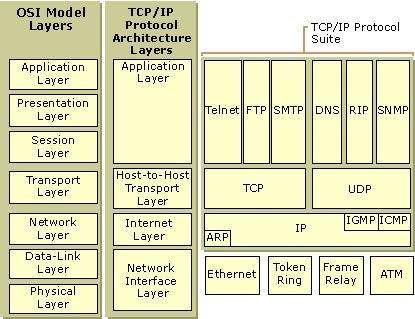 OSI Model
Layers
Application
Layer
Presentation
Layer
Session
Layer
Transport
Layer
Network
Layer
Data-Link
Layer
Physical
Layer
TCP/IP
Protocol
Architecture
Layers
Application
Layer
Host-to-Host
Transport
Layer
Internet
Layer
Network
Interface
Layer
TCP/IP Protocol
Suite
Telnet
FTP
SMTP
DNS
RIP
SNMP
TCP
UDP
IP
IGMP
ICMP
ARP
Ethernet
Token
Ring
Frame
Relay
ATM